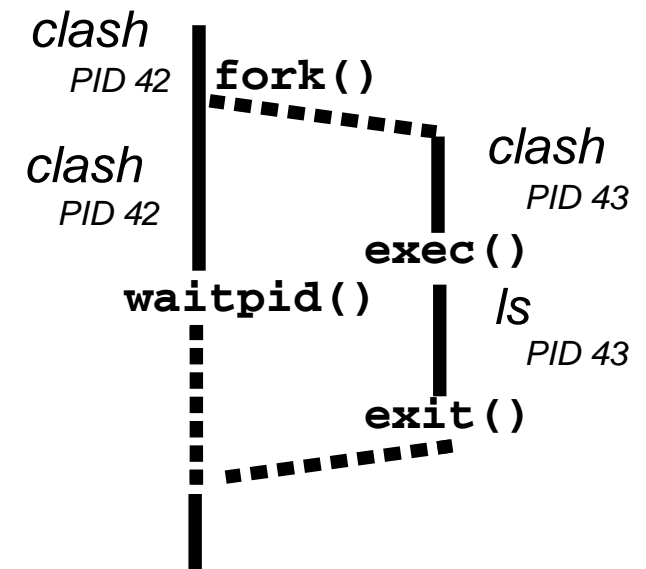 clash
PID 42
fork()
clash
PID 43
clash
PID 42
exec()
waitpid()
ls
PID 43
exit()